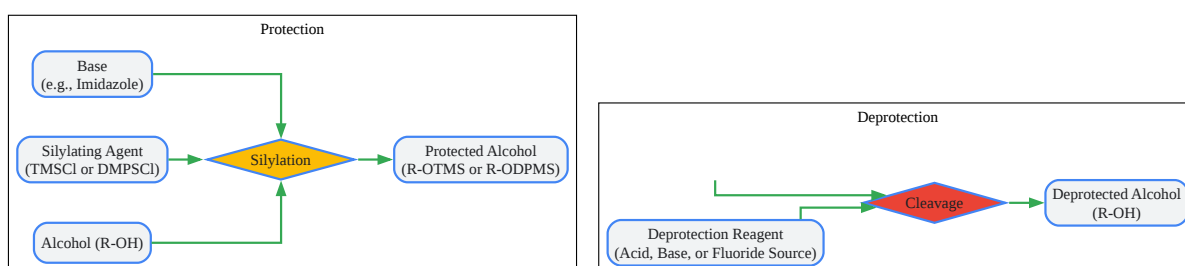 Protection
Base
(e.g., Imidazole)
Silylating Agent
(TMSCl or DMPSCl)
Silylation
Protected Alcohol
(R-OTMS or R-ODPMS)
Alcohol (R-OH)
Deprotection
Cleavage
Deprotected Alcohol
(R-OH)
Deprotection Reagent
(Acid, Base, or Fluoride Source)